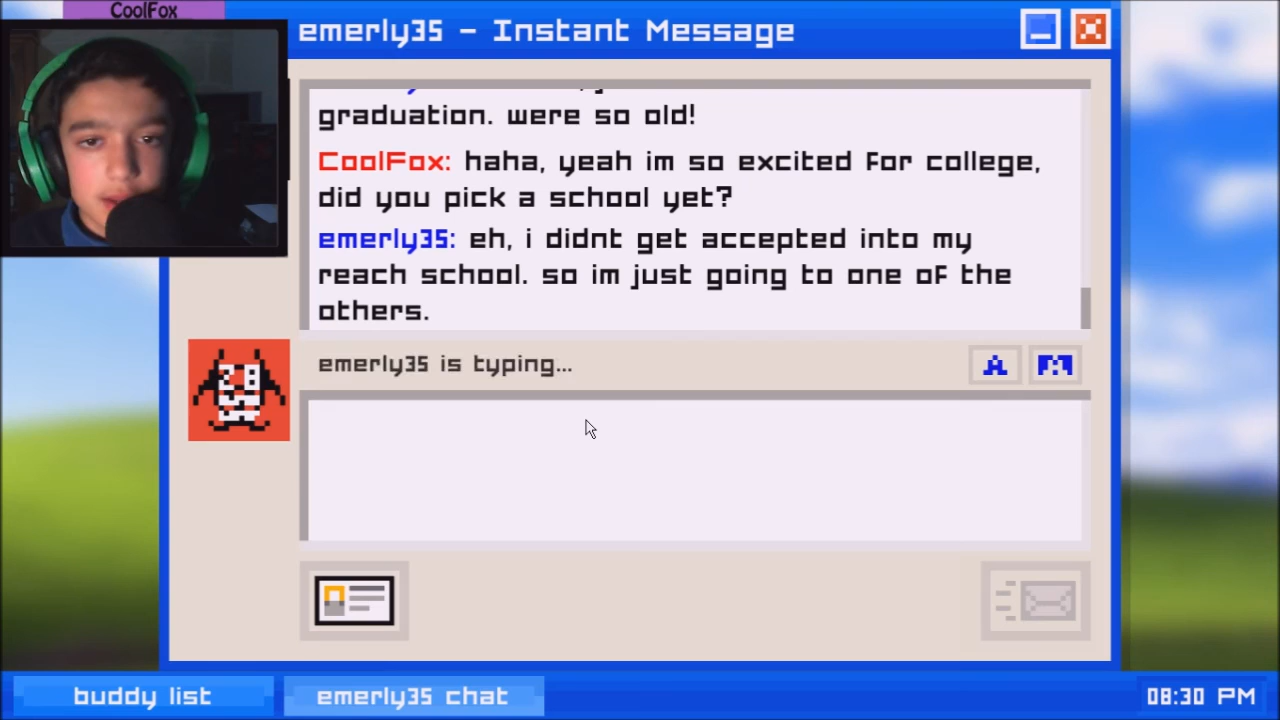 CoolFox
emerly35 - Instant Message
graduation. were so old!
CoolFox: haha, yeah im so excited for college,
did you pick a school yet?
emerly35: eh, i didnt get accepted into my
reach school. so im just going to one of the
others.
emerly35 is typing...
A
buddy list
emerly35 chat
08:30 PM